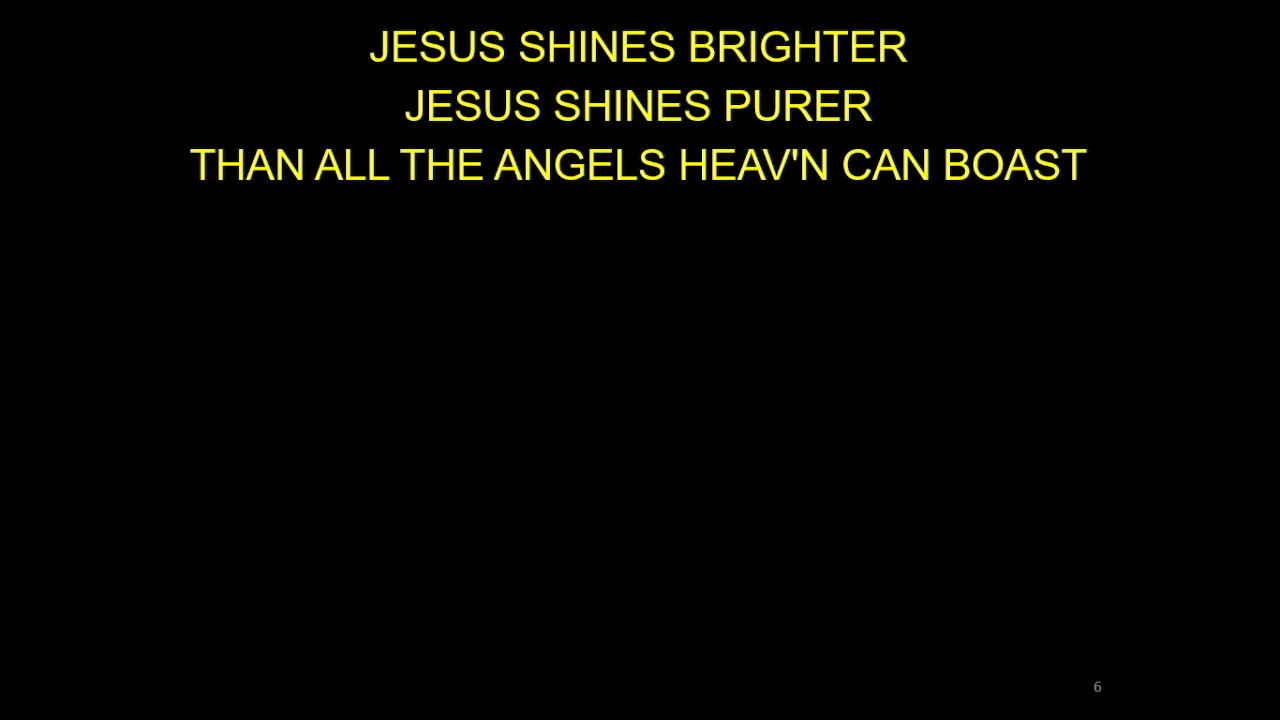 JESUS SHINES BRIGHTER
JESUS SHINES PURER
THAN ALL THE ANGELS HEAV'N CAN BOAST
6